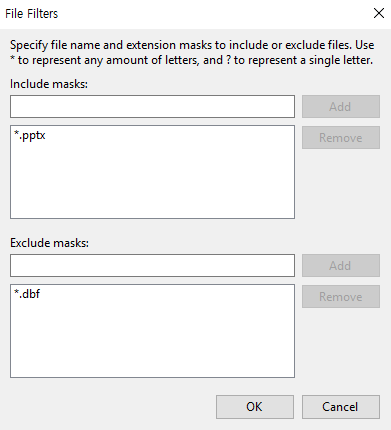 File Filters
Specify file name and extension masks to include or exclude files. Use
* to represent any amount of letters, and ? to represent a single letter.
Include masks:
Add
*.pptx
Remove
Exclude masks:
Add
*.dbf
Remove
OK
Cancel